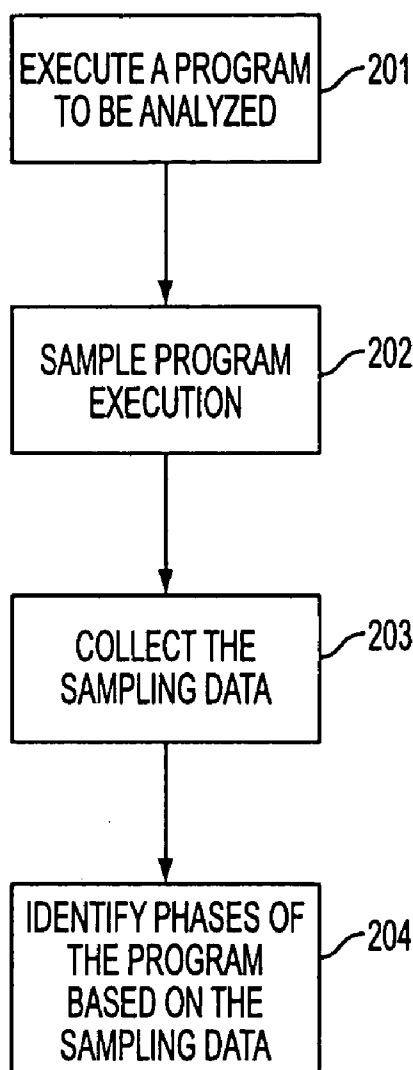 EXECUTE A PROGRAM
TO BE ANALYZED
201
SAMPLE PROGRAM
EXECUTION
202
COLLECT THE
SAMPLING DATA
203
IDENTIFY PHASES OF
THE PROGRAM
BASED ON THE
SAMPLING DATA
204